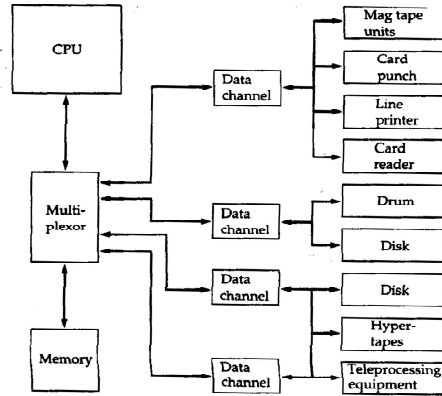 CPU
Mag tape
units
Data
channel
Card
punch
Line
printer
Card
reader
Multi-
plexor
Data
channel
Drum
Disk
Data
channel
Disk
Hyper-
tapes
Memory
Data
channel
Teleprocessing
equipment